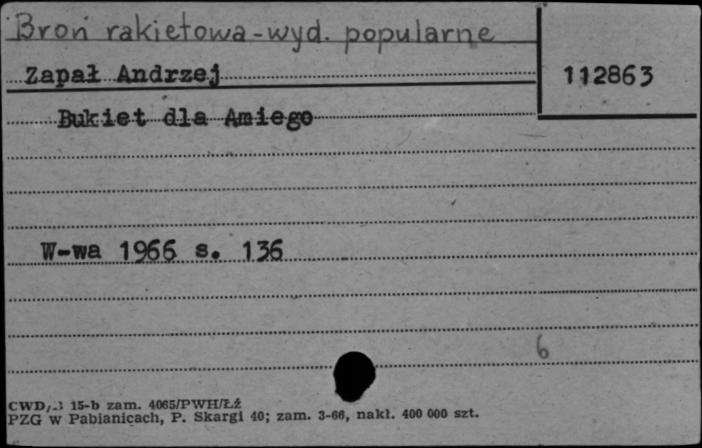 Broń rakietowa-wyd. popularne
Zapał Andrzej
112863
Bukiet dla Amiego
W-wa 1966 s. 136
6
CWD/3 15-b zam. 4065/PWH/Łź
PZG w Pabianicach, P. Skargi 40; zam. 3-66, nakł. 400 000 szt.